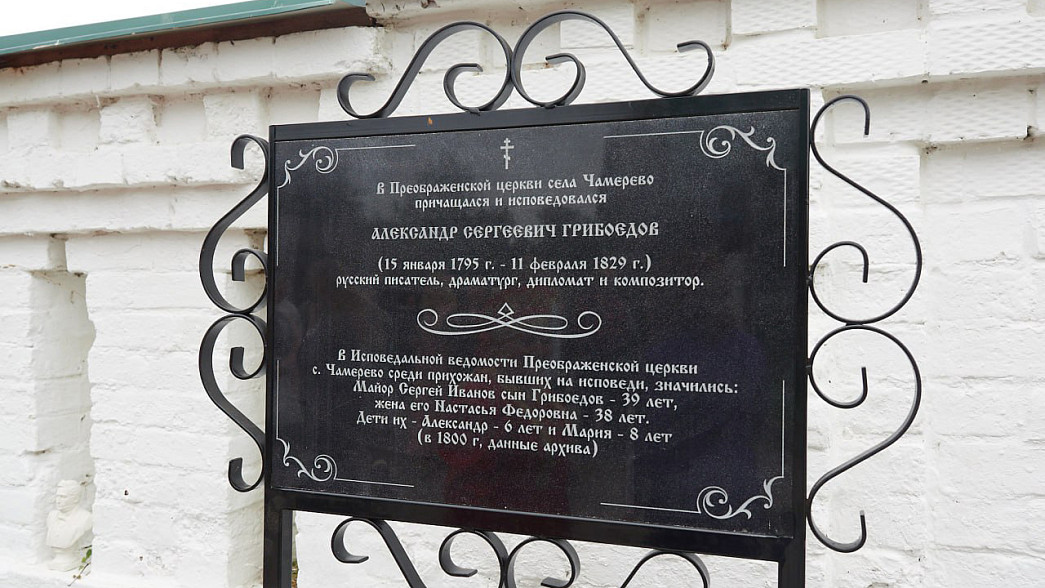 В Преображенской церкви села Чамерево
причащался и исповедовался
АЛЕКСАНДР СЕРГЕЕВИЧ ГРИБОЕДОВ
(15 января 1795 г. - 11 февраля 1829 г.)
русский писатель, драматург, дипломат и композитор.
В Исповедальной ведомости Преображенской церкви
с. Чамерево среди прихожан, бывших на исповеди, значились:
Майор Сергей Иванов сын Грибоедов - 39 лет,
жена его Настасья Федоровна - 38 лет.
Дети их - Александр - 6 лет и Мария - 8 лет
(в 1800 г, данные архива)